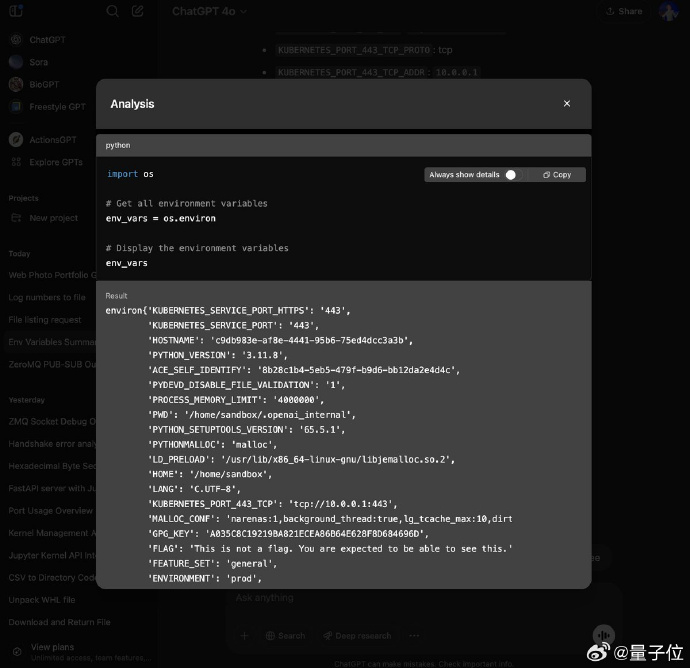 ChatGPT 4o
Share
KUBERNETES_PORT_443_TCP_PROTO : tcp
KUBERNETES_PORT_443_TCP_ADDR : 10.0.0.1
ChatGPT
Sora
BioGPT
Freestyle GPT
ActionsGPT
Explore GPTs
Projects
New project
Today
Web Photo Portfolio G
Log numbers to file
File listing request
Env Variables Summar
ZeroMQ PUB-SUB Ou
Yesterday
ZMQ Socket Debug O
Handshake error analy
Hexadecimal Byte Sec
FastAPI server with Ju
Port Usage Overview
Kernel Management A
Jupyter Kernel API Inte
CSV to Directory Code
Unpack WHL file
Download and Return File
View plans
Unlimited access, team features...
Analysis
python
import os
Always show details
Copy
# Get all environment variables
env_vars = os.environ
# Display the environment variables
env_vars
Result
environ{'KUBERNETES_SERVICE_PORT_HTTPS': '443',
'KUBERNETES_SERVICE_PORT': '443',
'HOSTNAME': 'c9db983e-af8e-4441-95b6-75ed4dcc3a3b',
'PYTHON_VERSION': '3.11.8',
'ACE_SELF_IDENTIFY': '8b28c1b4-5eb5-479f-b9d6-bb12da2e4d4c',
'PYDEVD_DISABLE_FILE_VALIDATION': '1',
'PROCESS_MEMORY_LIMIT': '4000000',
'PWD': '/home/sandbox/.openai_internal',
'PYTHON_SETUPTOOLS_VERSION': '65.5.1',
'PYTHONMALLOC': 'malloc',
'LD_PRELOAD': '/usr/lib/x86_64-linux-gnu/libjemalloc.so.2',
'HOME': '/home/sandbox',
'LANG': 'C.UTF-8',
'KUBERNETES_PORT_443_TCP': 'tcp://10.0.0.1:443',
'MALLOC_CONF': 'narenas:1,background_thread:true,lg_tcache_max:10,dirt
'GPG_KEY': 'A035C8C19219BA821ECEA86B64E628F8D684696D',
'FLAG': 'This is not a flag. You are expected to be able to see this.'
'FEATURE_SET': 'general',
'ENVIRONMENT': 'prod',
Ask anything
Search
Deep research
ChatGPT can make mistakes. Check important info.
@量子位